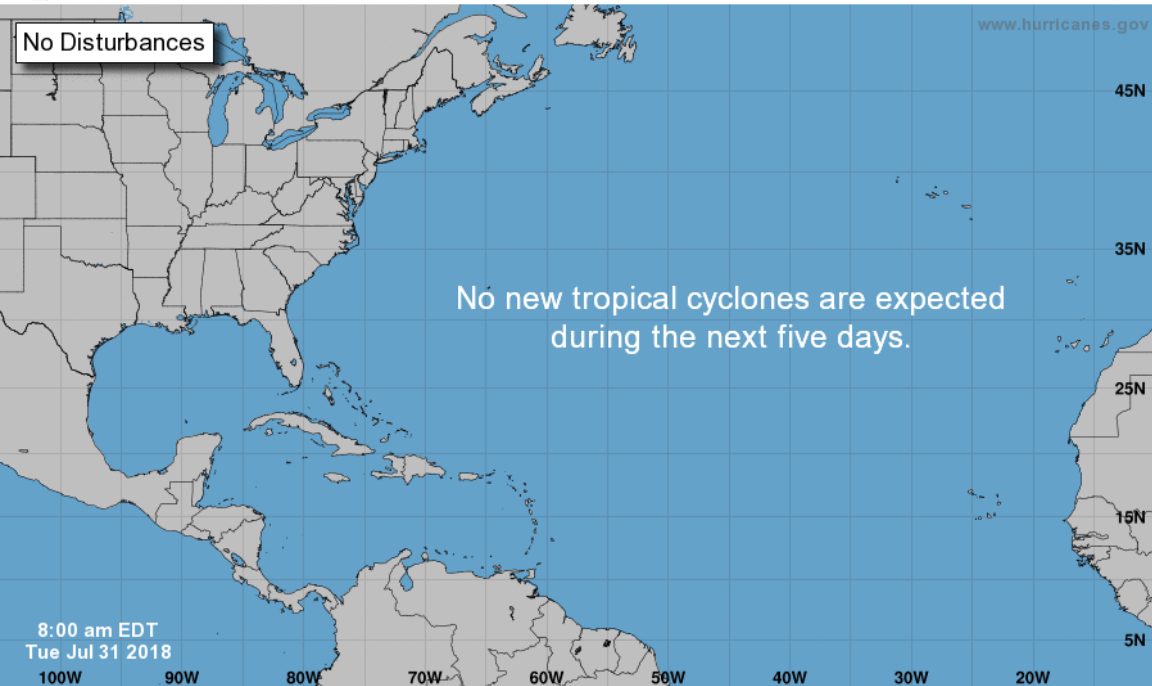 www.hurricanes.gov
No Disturbances
45N
35N
No new tropical cyclones are expected
during the next five days.
25N
15N
8:00 am EDT
Tue Jul 31 2018
5N
100W 90W 80W 70W 60W 50W 40W 30W 20W